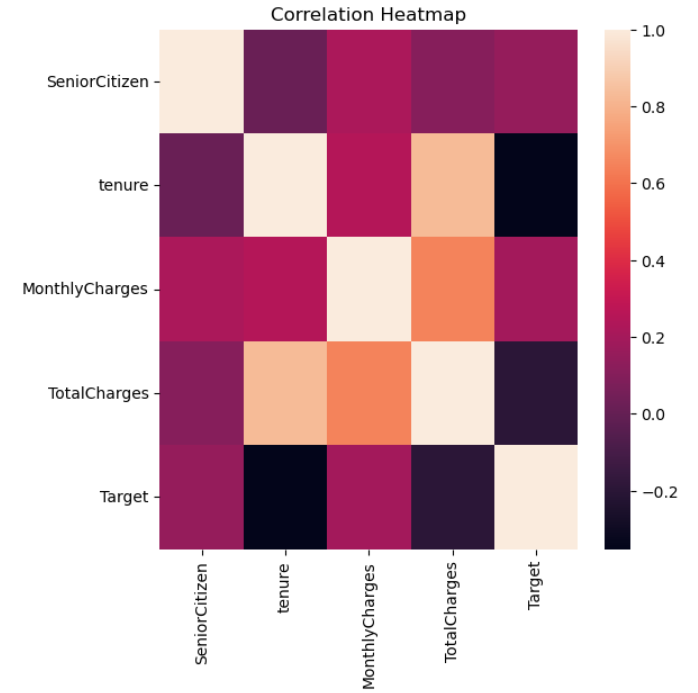 Correlation Heatmap
SeniorCitizen
tenure
MonthlyCharges
TotalCharges
Target
SeniorCitizen
tenure
MonthlyCharges
TotalCharges
Target
1.0
0.8
0.6
0.4
0.2
0.0
−0.2